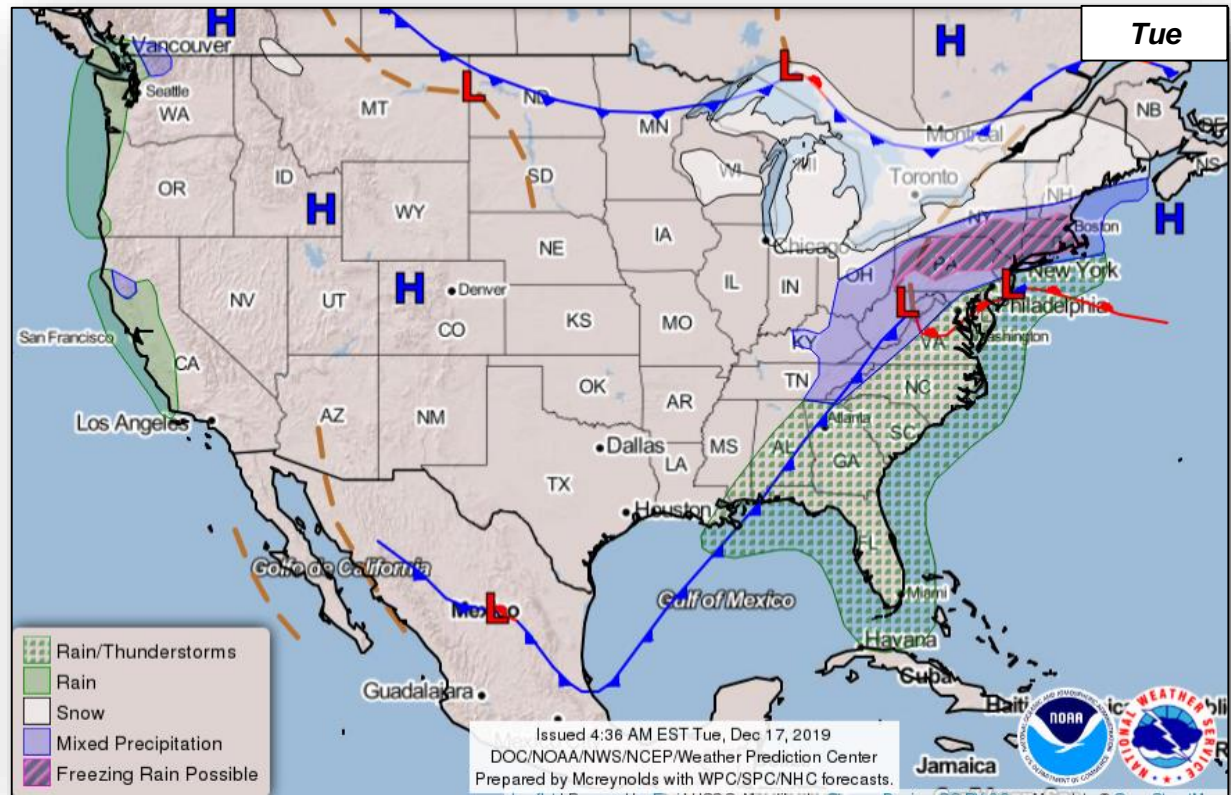 Tue
H
H
Vancouver
Seattle
WA
MT
ND
L
L
MN
Montreal
NB
NS
OR
ID
H
WY
SD
WI
MI
Toronto
NH
NY
Boston
H
IA
Chicago
NE
OH
PA
New York
NV
UT
H
Denver
CO
IL
IN
L
L
Philadelphia
San Francisco
CA
KS
MO
KY
VA
Washington
Los Angeles
AZ
NM
OK
AR
TN
NC
Atlanta
SC
Dallas
MS
AL
GA
TX
LA
Houston
FL
Golfo de California
Gulf of Mexico
Miami
Mexico
L
Havana
Cuba
Guadalajara
Jamaica
Rain/Thunderstorms
Rain
Snow
Mixed Precipitation
Freezing Rain Possible
Issued 4:36 AM EST Tue, Dec 17, 2019
DOC/NOAA/NWS/NCEP/Weather Prediction Center
Prepared by Mcreynolds with WPC/SPC/NHC forecasts.
NOAA
NATIONAL WEATHER SERVICE